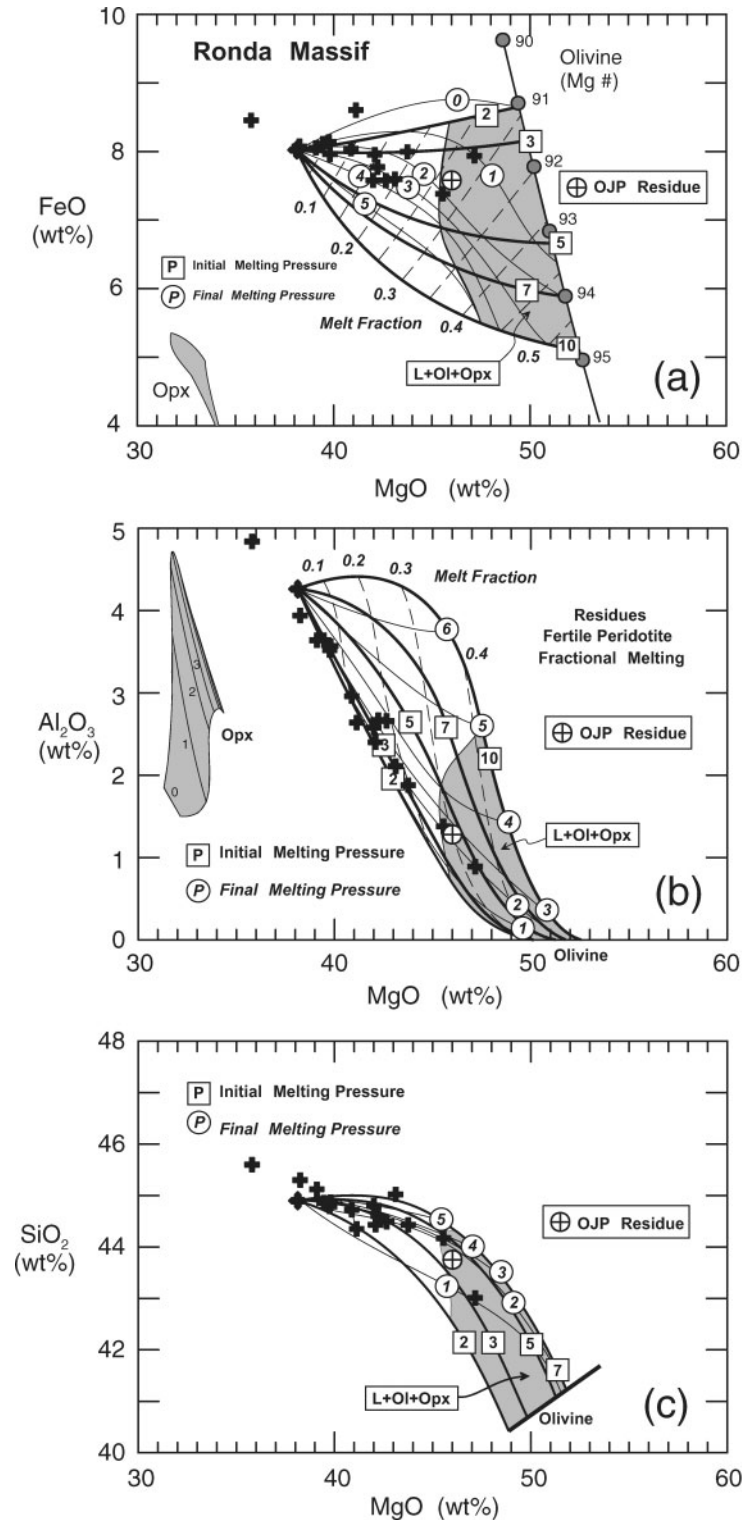 10
Ronda Massif
90
Olivine
(Mg #)
0
91
2
8
3
92
4
2
1
OJP Residue
3
FeO
(wt%)
5
93
0.1
5
0.2
P Initial Melting Pressure
6
7
94
P Final Melting Pressure
0.3
10
Melt Fraction
0.4
0.5
95
L+Ol+Opx
Opx
(a)
4
30
40
50
60
MgO (wt%)
5
0.1
0.2
0.3
Melt Fraction
6
4
0.4
Residues
Fertile Peridotite
Fractional Melting
3
3
2
5
7
5
OJP Residue
Al2O3
(wt%)
Opx
3
10
2
1
2
4
0
L+Ol+Opx
P Initial Melting Pressure
1
P Final Melting Pressure
2
3
(b)
1
0
Olivine
30
40
50
60
MgO (wt%)
48
P Initial Melting Pressure
P Final Melting Pressure
46
5
OJP Residue
SiO2
(wt%)
4
44
3
1
2
2
3
5
42
7
L+Ol+Opx
Olivine
(c)
40
30
40
50
60
MgO (wt%)